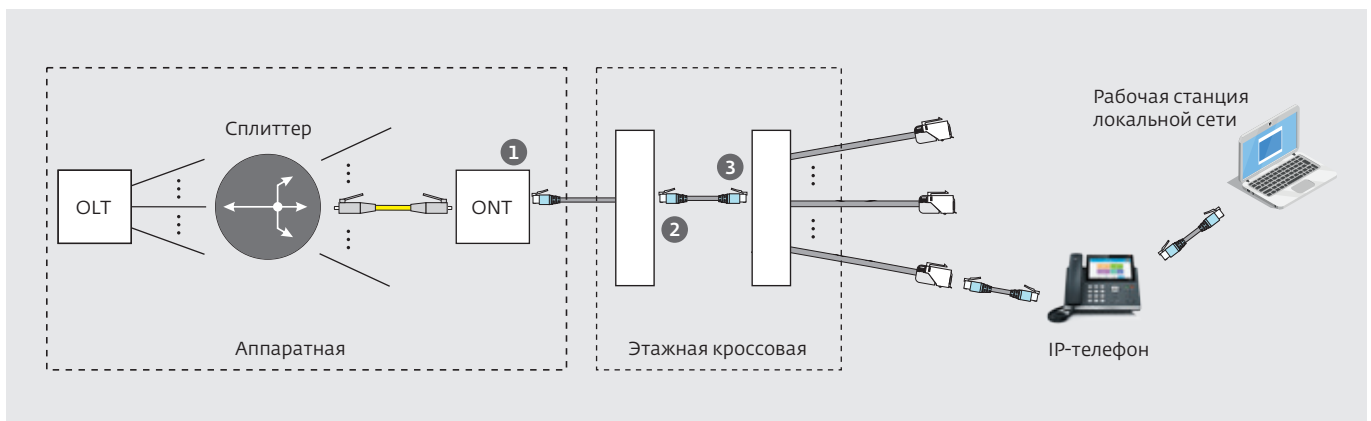 Рабочая станция
локальной сети
Сплиттер
1
3
OLT
ONT
2
Аппаратная
Этажная кроссовая
IP-телефон